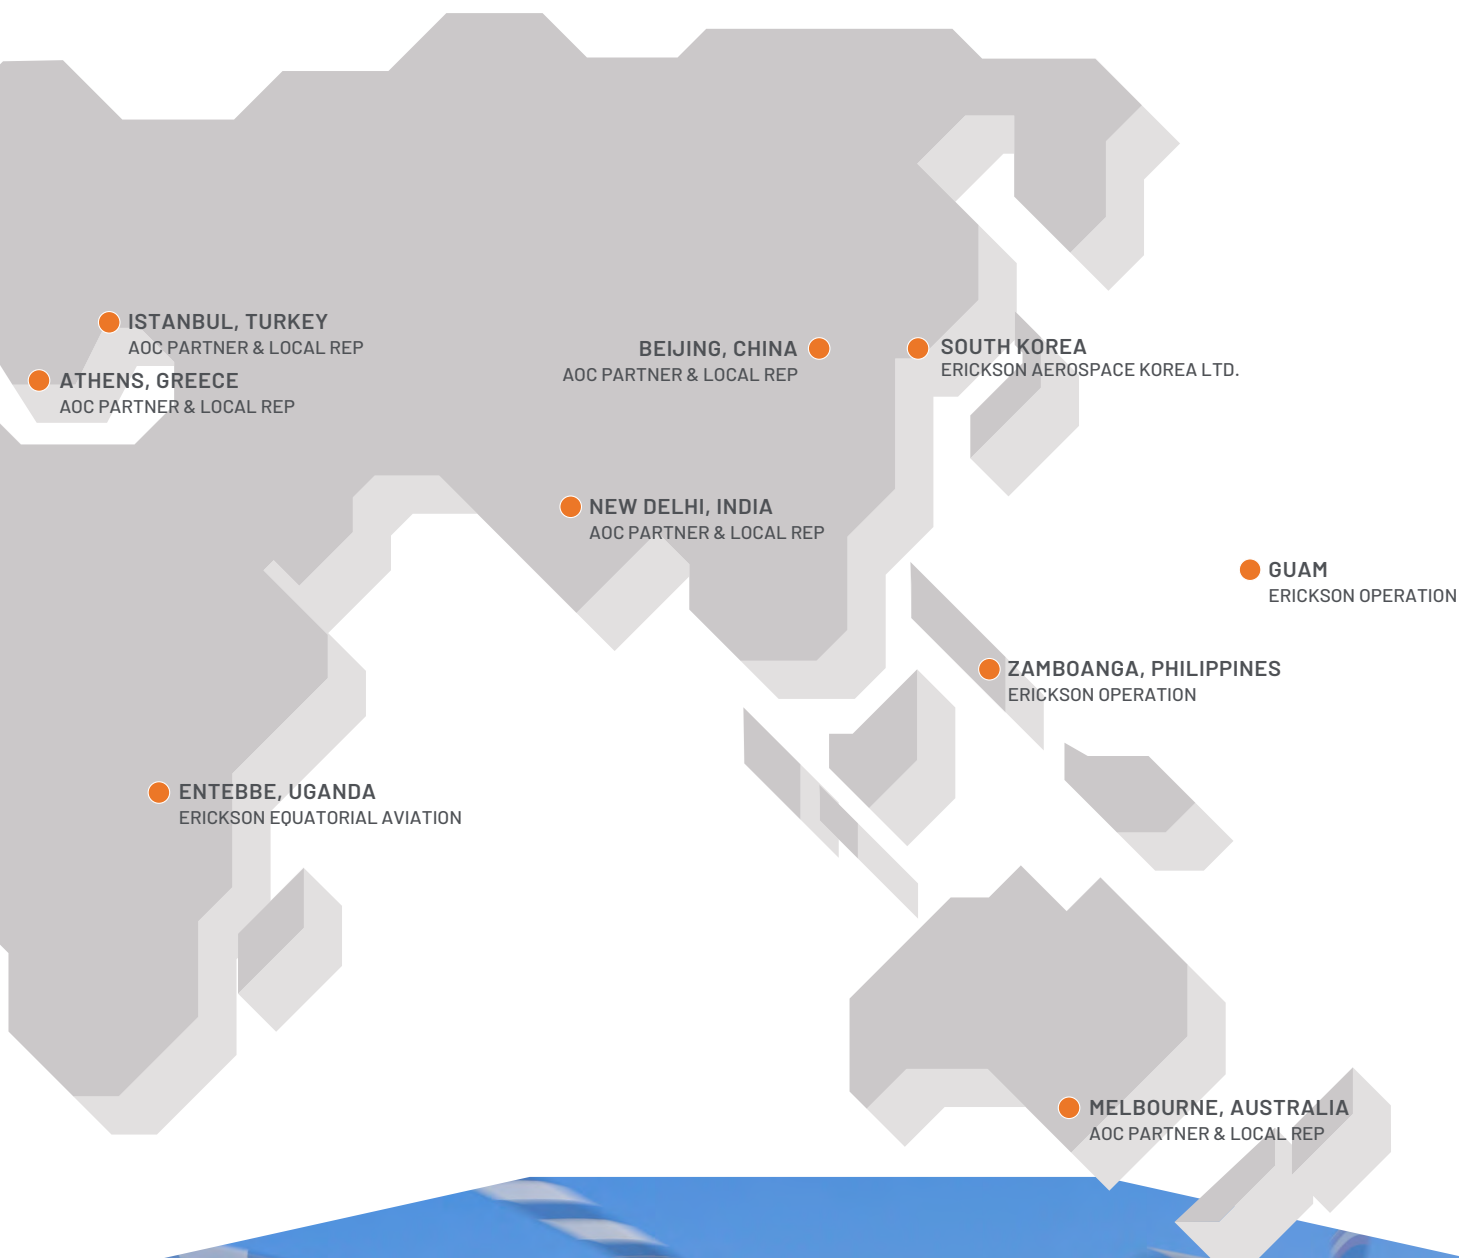 ISTANBUL, TURKEY
AOC PARTNER & LOCAL REP
ATHENS, GREECE
AOC PARTNER & LOCAL REP
BEIJING, CHINA
AOC PARTNER & LOCAL REP
SOUTH KOREA
ERICKSON AEROSPACE KOREA LTD.
NEW DELHI, INDIA
AOC PARTNER & LOCAL REP
GUAM
ERICKSON OPERATION
ZAMBOANGA, PHILIPPINES
ERICKSON OPERATION
ENTEBBE, UGANDA
ERICKSON EQUATORIAL AVIATION
MELBOURNE, AUSTRALIA
AOC PARTNER & LOCAL REP